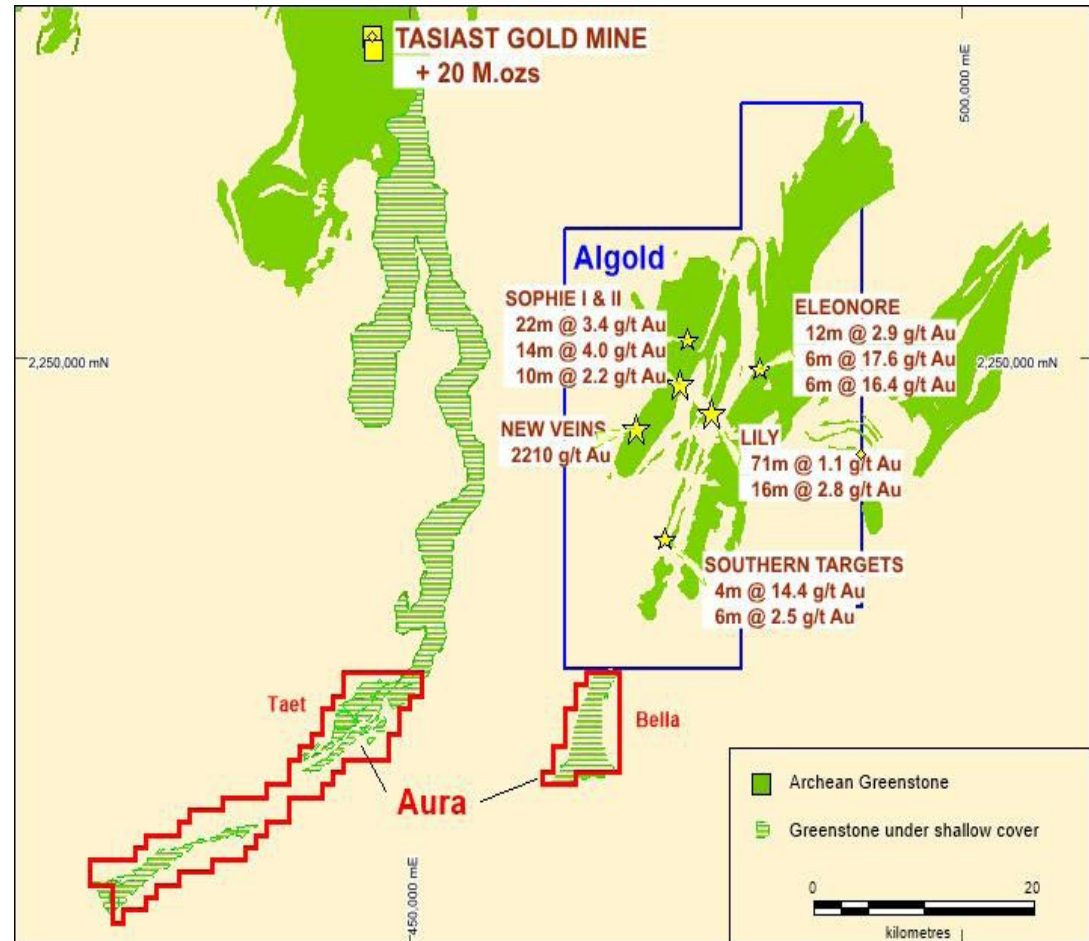 TASIAST GOLD MINE
+ 20 M.ozs
500,000 mE
Algold
SOPHIE I & II
22m @ 3.4 g/t Au
14m @ 4.0 g/t Au
10m @ 2.2 g/t Au
ELEONORE
12m @ 2.9 g/t Au
6m @ 17.6 g/t Au
6m @ 16.4 g/t Au
2,250,000 mN
2,250,000 mN
NEW VEINS
2210 g/t Au
LILY
71m @ 1.1 g/t Au
16m @ 2.8 g/t Au
SOUTHERN TARGETS
4m @ 14.4 g/t Au
6m @ 2.5 g/t Au
Taet
Bella
Aura
450,000 mE
Archean Greenstone
Greenstone under shallow cover
0 20
kilometres